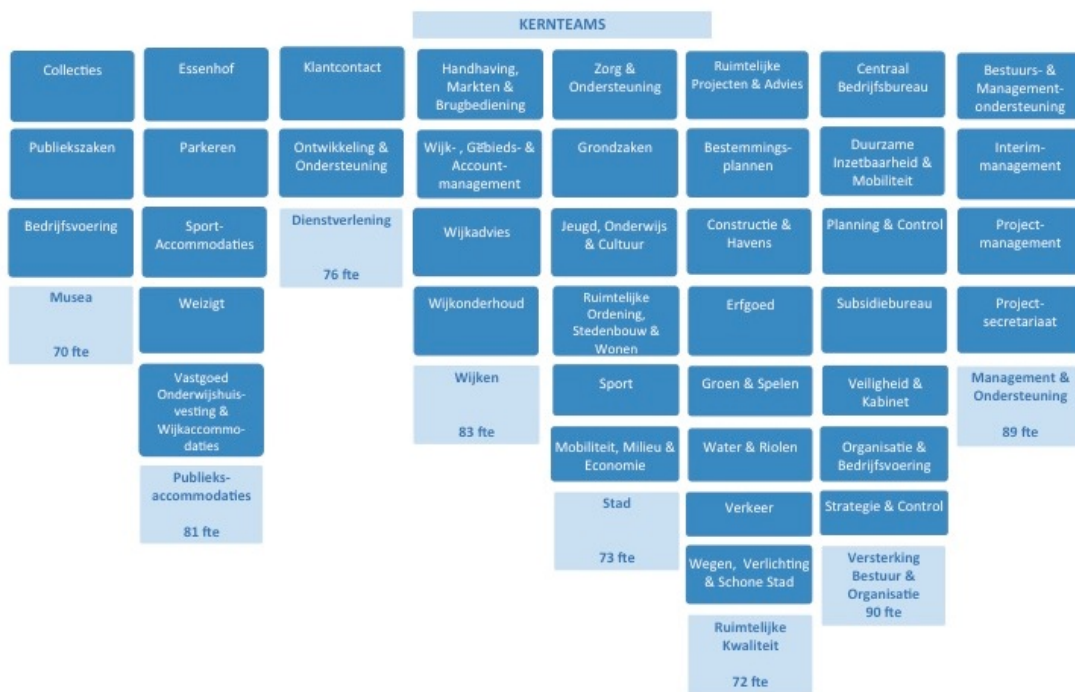 KERNTEAMS
Collecties
Publiekszaken
Bedrijfsvoering
Musea
70 fte
Essenhof
Parkeren
Sport-
Accommodaties
Weizigt
Vastgoed
Onderwijshuis-
vesting &
Wijkaccommo-
daties
Publieks-
accommodaties
81 fte
Klantcontact
Ontwikkeling &
Ondersteuning
Dienstverlening
76 fte
Handhaving,
Markten &
Brugbediening
Wijk- , Gebieds- &
Account-
management
Wijkadvies
Wijkonderhoud
Wijken
83 fte
Zorg &
Ondersteuning
Grondzaken
Jeugd, Onderwijs
& Cultuur
Ruimtelijke
Ordening,
Stedenbouw &
Wonen
Sport
Mobiliteit, Milieu &
Economie
Stad
73 fte
Ruimtelijke
Projecten & Advies
Bestemmings-
plannen
Constructie &
Havens
Erfgoed
Groen & Spelen
Water & Riolen
Verkeer
Wegen, Verlichting
& Schone Stad
Ruimtelijke
Kwaliteit
72 fte
Centraal
Bedrijfsbureau
Duurzame
Inzetbaarheid &
Mobiliteit
Planning & Control
Subsidiebureau
Veiligheid &
Kabinet
Organisatie &
Bedrijfsvoering
Strategie & Control
Versterking
Bestuur &
Organisatie
90 fte
Bestuurs- &
Management-
ondersteuning
Interim-
management
Project-
management
Project-
secretariaat
Management &
Ondersteuning
89 fte